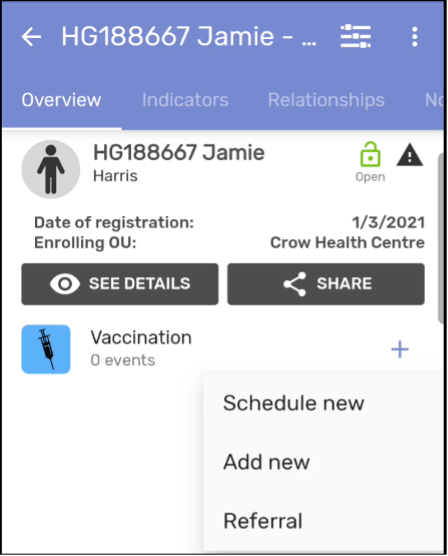 HG188667 Jamie - ...
Overview Indicators Relationships
HG188667 Jamie
Harris
Open
Date of registration: 1/3/2021
Enrolling OU: Crow Health Centre
SEE DETAILS SHARE
Vaccination
0 events
Schedule new
Add new
Referral